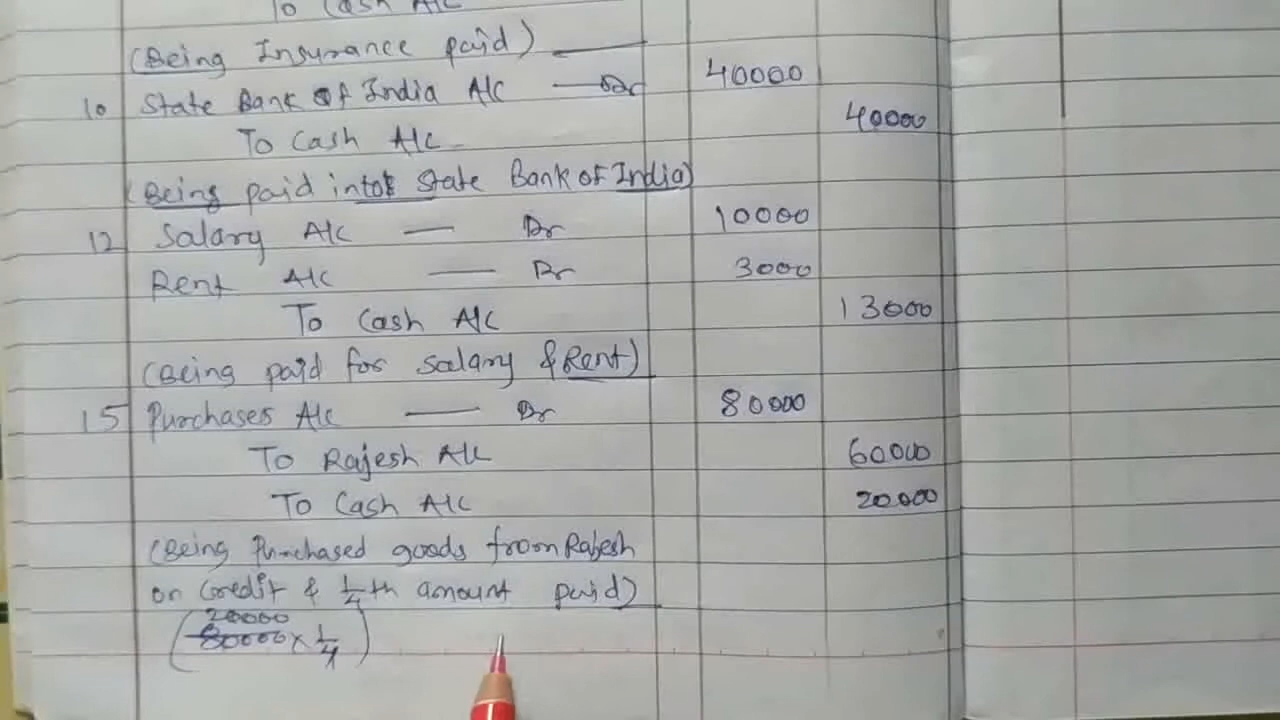 To Cash A/C
(Being Insurance paid)
10 State Bank of India A/C — Dr 40000
To Cash A/C 40000
(Being paid into State Bank of India)
12 Salary A/C — Dr 10000
Rent A/C — Dr 3000
To Cash A/C 13000
(Being paid for Salary & Rent)
15 Purchases A/C — Dr 80000
To Rajesh A/C 60000
To Cash A/C 20000
(Being Purchased goods from Rajesh
on Credit & 1/4th amount paid)
20000
(80000 × 1/4)